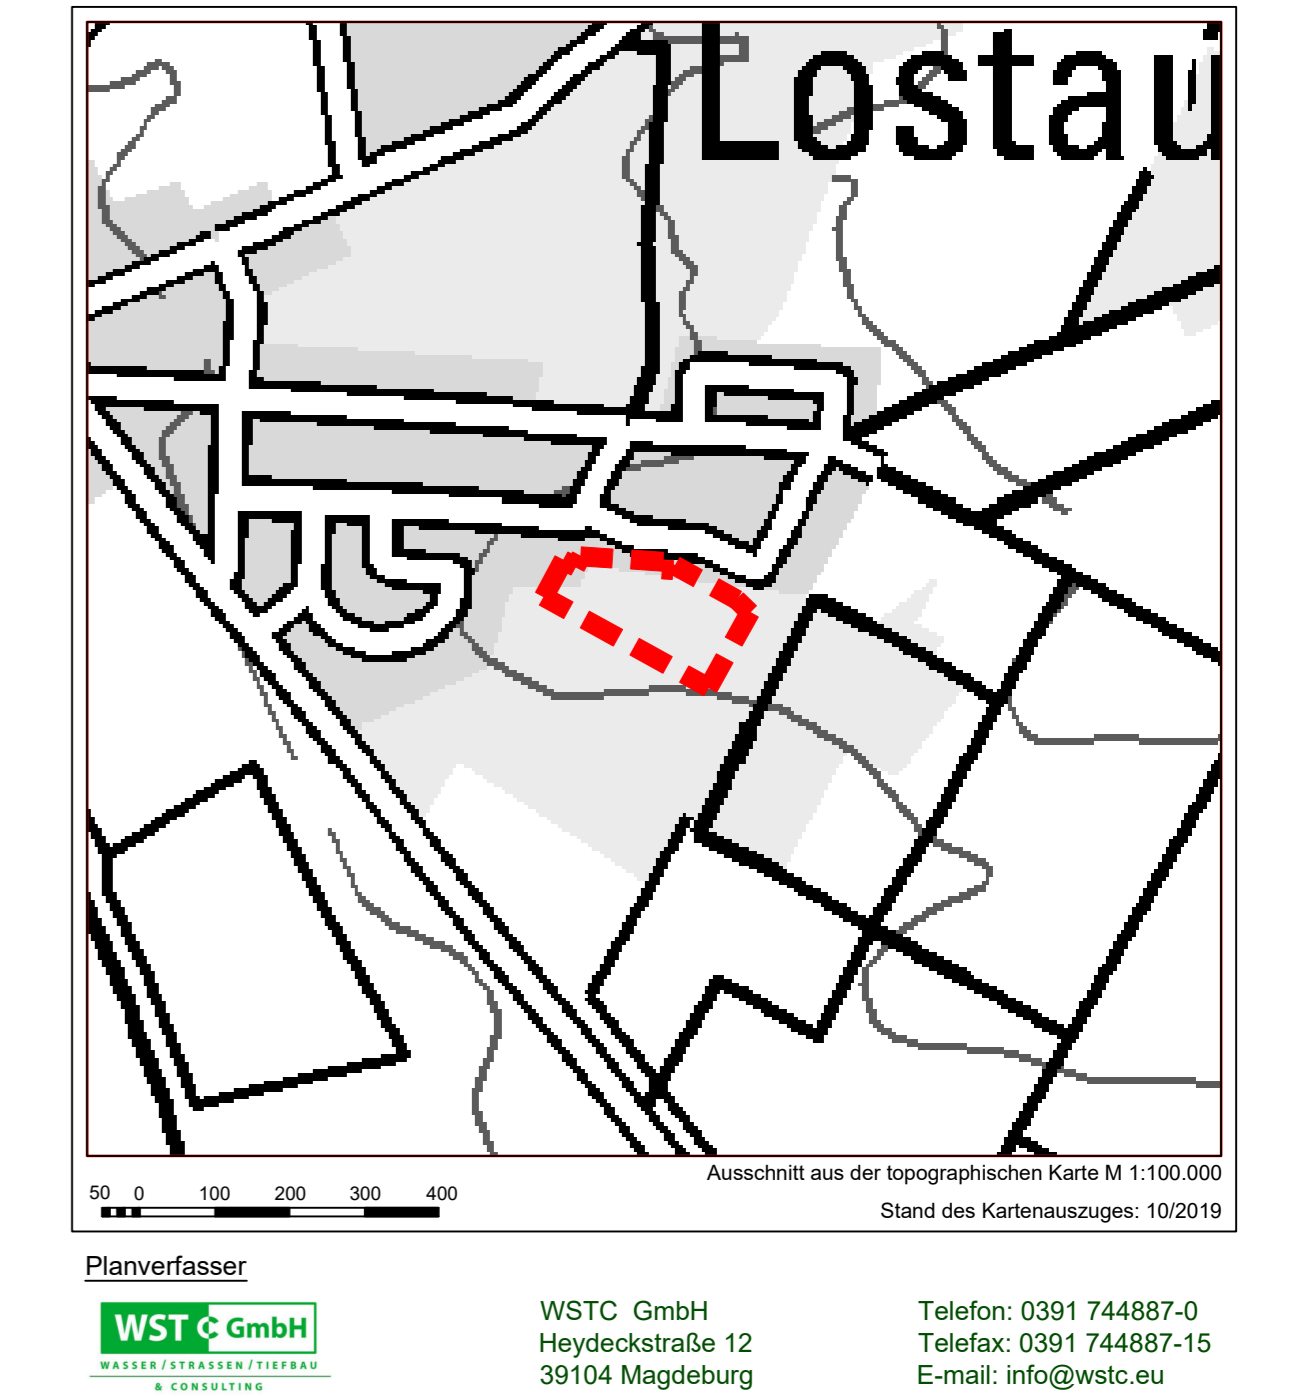 Lostau
Ausschnitt aus der topographischen Karte M 1:100.000
50 0 100 200 300 400
Stand des Kartenauszuges: 10/2019
Planverfasser
WSTC GmbH
WASSER / STRASSEN / TIEFBAU
& CONSULTING
WSTC GmbH
Heydeckstraße 12
39104 Magdeburg
Telefon: 0391 744887-0
Telefax: 0391 744887-15
E-mail: info@wstc.eu